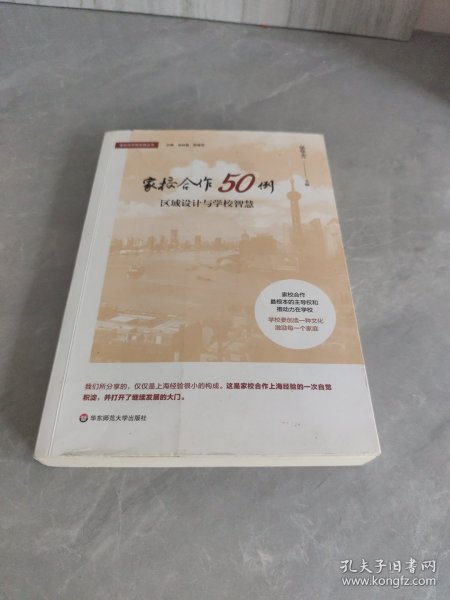 主编
家校合作50例
区域设计与学校智慧
家校合作
最根本的主导权和
推动力在学校
学校要创造一种文化
激励每一个家庭
我们所分享的，仅仅是上海经验很小的构成。这是家校合作上海经验的一次自觉
积淀，并打开了继续发展的大门。
华东师范大学出版社
孔夫子旧书网
www.kongfz.com